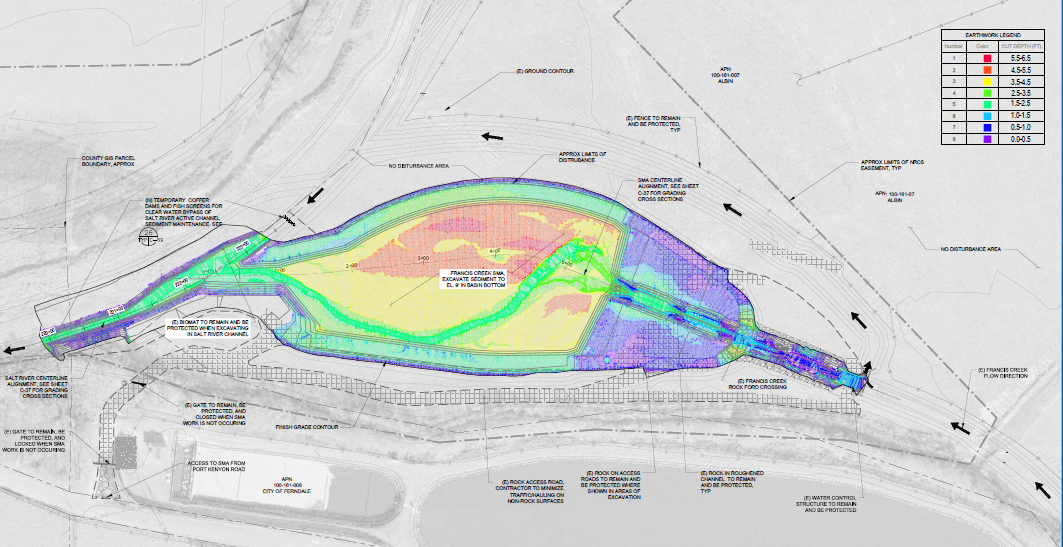 EARTHWORK LEGEND
Number Color CUT DEPTH (FT)
1 5.5-6.5
2 4.5-5.5
3 3.5-4.5
4 2.5-3.5
5 1.5-2.5
6 1.0-1.5
7 0.5-1.0
8 0.0-0.5
(E) GROUND CONTOUR
APN
100-161-007
ALBIN
(E) FENCE TO REMAIN
AND BE PROTECTED,
TYP
COUNTY GIS PARCEL
BOUNDARY, APPROX
NO DISTURBANCE AREA
APPROX LIMITS OF
DISTRUBANCE
APPROX LIMITS OF NRCS
EASEMENT, TYP
SMA CENTERLINE
ALIGNMENT, SEE SHEET
C-37 FOR GRADING
CROSS SECTIONS
APN: 100-161-07
ALBIN
(N) TEMPORARY COFFER
DAMS AND FISH SCREENS FOR
CLEAR WATER BYPASS OF
SALT RIVER ACTIVE CHANNEL
SEDIMENT MAINTENANCE. SEE
NO DISTURBANCE AREA
2+00
3+00
4+00
5+00
FRANCIS CREEK SMA,
EXCAVATE SEDIMENT TO
EL. 9' IN BASIN BOTTOM
(E) BIOMAT TO REMAIN AND BE
PROTECTED WHEN EXCAVATING
IN SALT RIVER CHANNEL
SALT RIVER CENTERLINE
ALIGNMENT, SEE SHEET
C-37 FOR GRADING
CROSS SECTIONS
(E) FRANCIS CREEK
FLOW DIRECTION
(E) FRANCIS CREEK
ROCK FORD CROSSING
(E) GATE TO REMAIN, BE
PROTECTED, AND
CLOSED WHEN SMA
WORK IS NOT OCCURING
FINISH GRADE CONTOUR
(E) GATE TO REMAIN, BE
PROTECTED, AND
LOCKED WHEN SMA
WORK IS NOT OCCURING
ACCESS TO SMA FROM
PORT KENYON ROAD
APN
100-161-008
CITY OF FERNDALE
(E) ROCK ACCESS ROAD,
CONTRACTOR TO MINIMIZE
TRAFFIC/HAULING ON
NON-ROCK SURFACES
(E) ROCK ON ACCESS
ROADS TO REMAIN AND
BE PROTECTED WHERE
SHOWN IN AREAS OF
EXCAVATION
(E) ROCK IN ROUGHENED
CHANNEL TO REMAIN
AND BE PROTECTED,
TYP
(E) WATER CONTROL
STRUCTURE TO REMAIN
AND BE PROTECTED